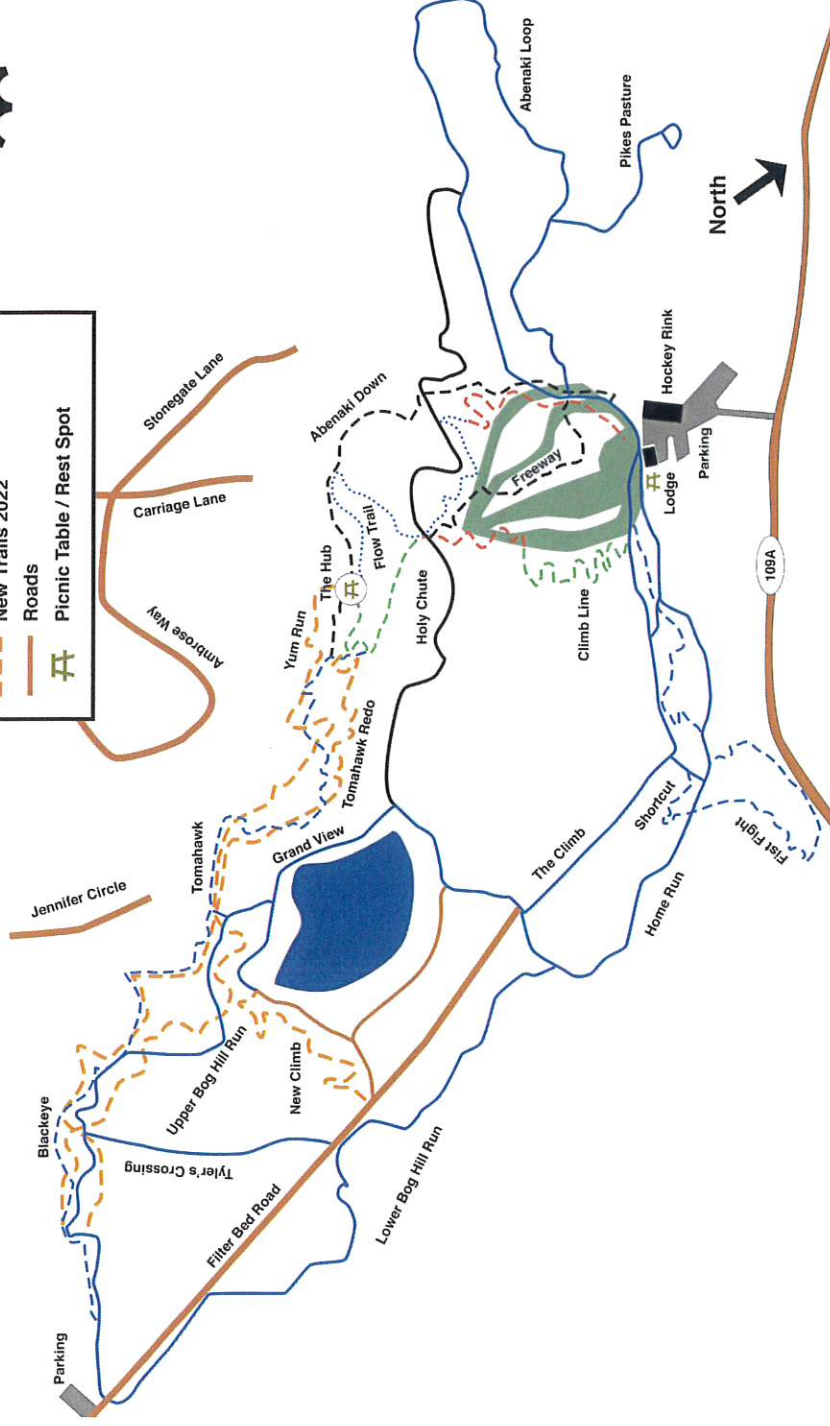 New Trails 2022
Roads
Picnic Table / Rest Spot
Stonegate Lane
Carriage Lane
Ambrose Way
Jennifer Circle
Abenaki Loop
Pikes Pasture
North
Abenaki Down
Hockey Rink
Parking
Lodge
Freeway
109A
The Hub
Flow Trail
Yum Run
Holy Chute
Climb Line
Tomahawk Redo
Tomahawk
Grand View
The Climb
Shortcut
Fist Fight
Home Run
Upper Bog Hill Run
New Climb
Blackeye
Tyler's Crossing
Filter Bed Road
Lower Bog Hill Run
Parking